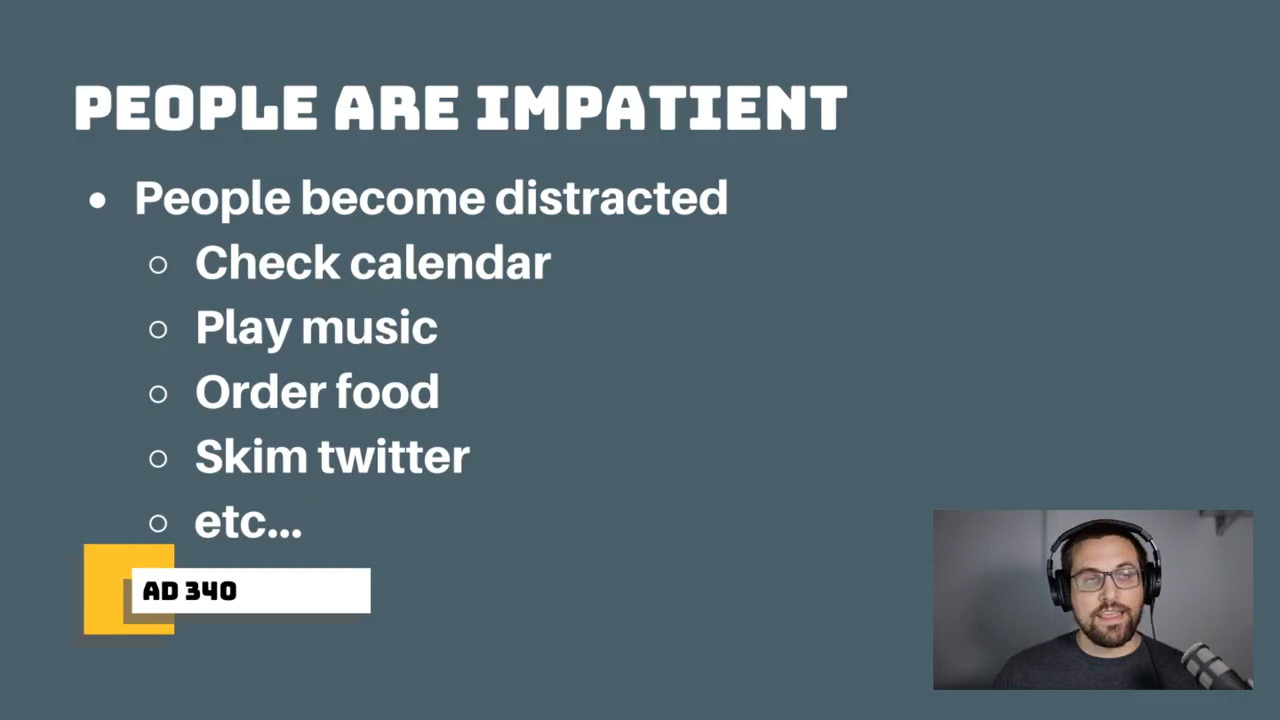 PEOPLE ARE IMPATIENT
People become distracted
Check calendar
Play music
Order food
Skim twitter
etc...
AD 340